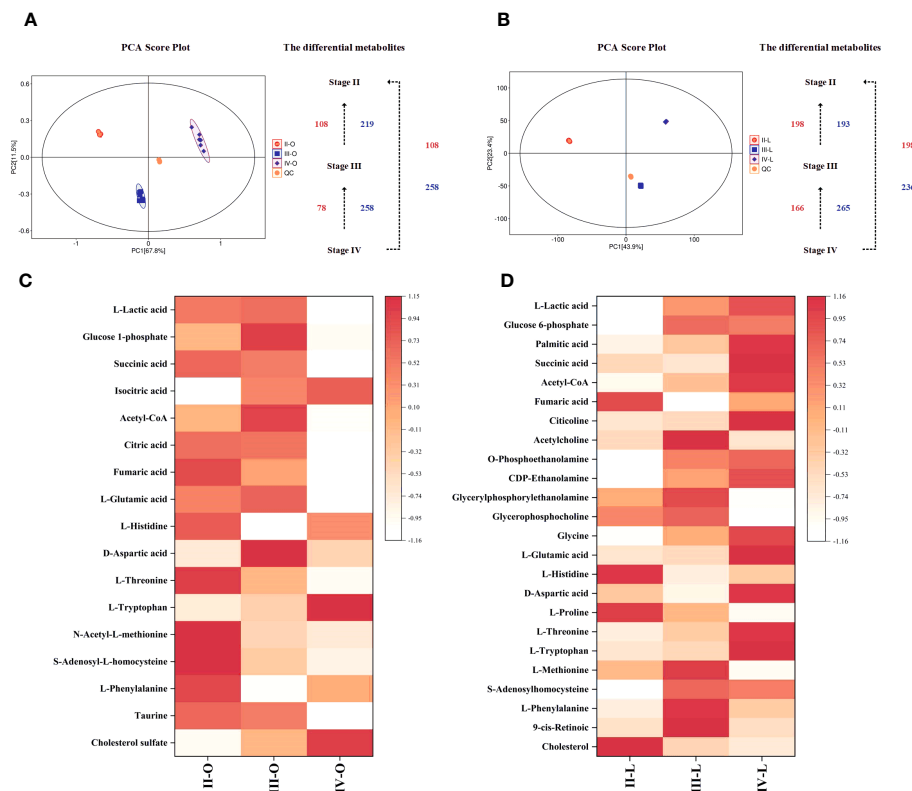 A
PCA Score Plot
The differential metabolites
0.6
0.3
0.0
-0.3
-0.6
PC2[11.5%]
-1
0
1
PC1[67.8%]
II-O
III-O
IV-O
QC
Stage II
108
219
Stage III
78
258
Stage IV
108
258
B
PCA Score Plot
The differential metabolites
100
50
0
-50
-100
PC2[23.4%]
-100
0
100
PC1[43.9%]
II-L
III-L
IV-L
QC
Stage II
198
193
Stage III
166
265
Stage IV
C
L-Lactic acid
Glucose 1-phosphate
Succinic acid
Isocitric acid
Acetyl-CoA
Citric acid
Fumaric acid
L-Glutamic acid
L-Histidine
D-Aspartic acid
L-Threonine
L-Tryptophan
N-Acetyl-L-methionine
S-Adenosyl-L-homocysteine
L-Phenylalanine
Taurine
Cholesterol sulfate
II-O
III-O
IV-O
1.15
0.94
0.73
0.52
0.31
0.10
-0.11
-0.32
-0.53
-0.74
-0.95
-1.16
D
L-Lactic acid
Glucose 6-phosphate
Palmitic acid
Succinic acid
Acetyl-CoA
Fumaric acid
Citicoline
Acetylcholine
O-Phosphoethanolamine
CDP-Ethanolamine
Glycerylphosphorylethanolamine
Glycerophosphocholine
Glycine
L-Glutamic acid
L-Histidine
D-Aspartic acid
L-Proline
L-Threonine
L-Tryptophan
L-Methionine
S-Adenosylhomocysteine
L-Phenylalanine
9-cis-Retinoic
Cholesterol
II-L
III-L
IV-L
1.16
0.95
0.74
0.53
0.32
0.10
-0.11
-0.32
-0.53
-0.74
-0.95
-1.16